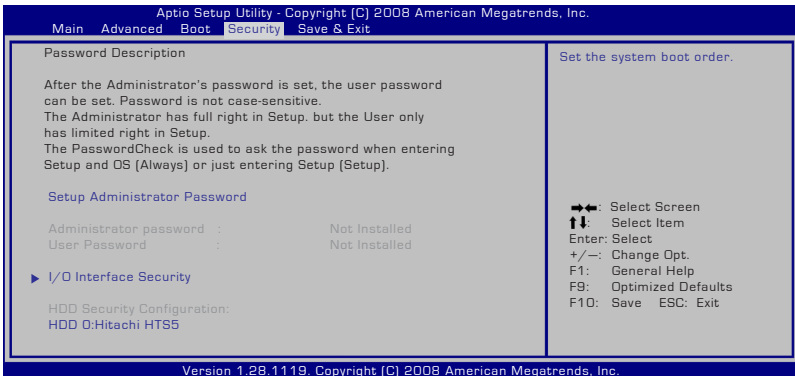 Aptio Setup Utility - Copyright (C) 2008 American Megatrends, Inc.
Main Advanced Boot Security Save & Exit
Password Description
After the Administrator's password is set, the user password
can be set. Password is not case-sensitive.
The Administrator has full right in Setup. but the User only
has limited right in Setup.
The PasswordCheck is used to ask the password when entering
Setup and OS (Always) or just entering Setup (Setup).
Setup Administrator Password
Administrator password : Not Installed
User Password : Not Installed
I/O Interface Security
HDD Security Configuration:
HDD 0:Hitachi HTS5
Set the system boot order.
: Select Screen
: Select Item
Enter: Select
+/—: Change Opt.
F1: General Help
F9: Optimized Defaults
F10: Save ESC: Exit
Version 1.28.1119. Copyright (C) 2008 American Megatrends, Inc.